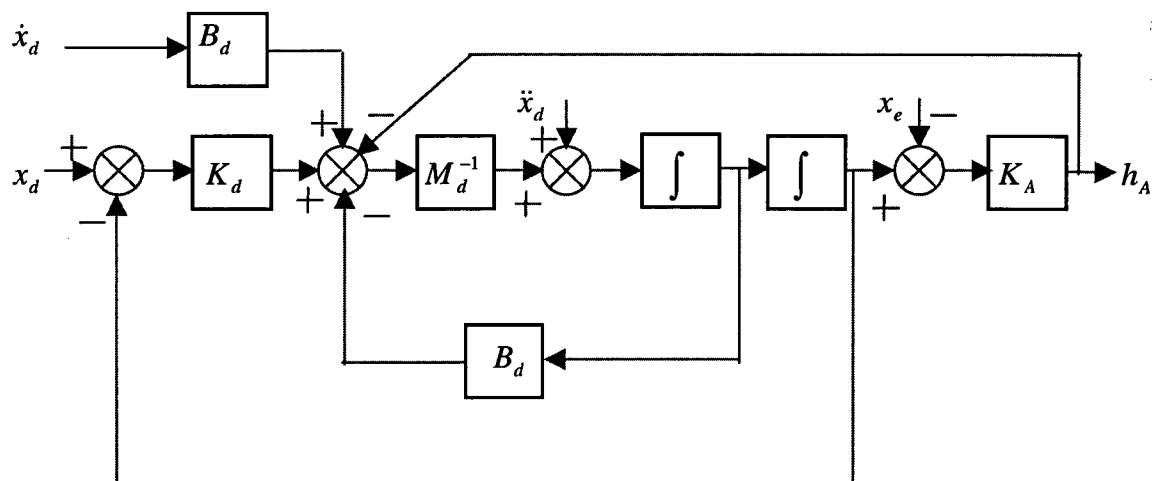 ẋ_d
B_d
+
−
ẍ_d
x_e
−
+
+
x_d
K_d
M_d^{-1}
∫
∫
K_A
h_A
−
+
−
+
+
B_d